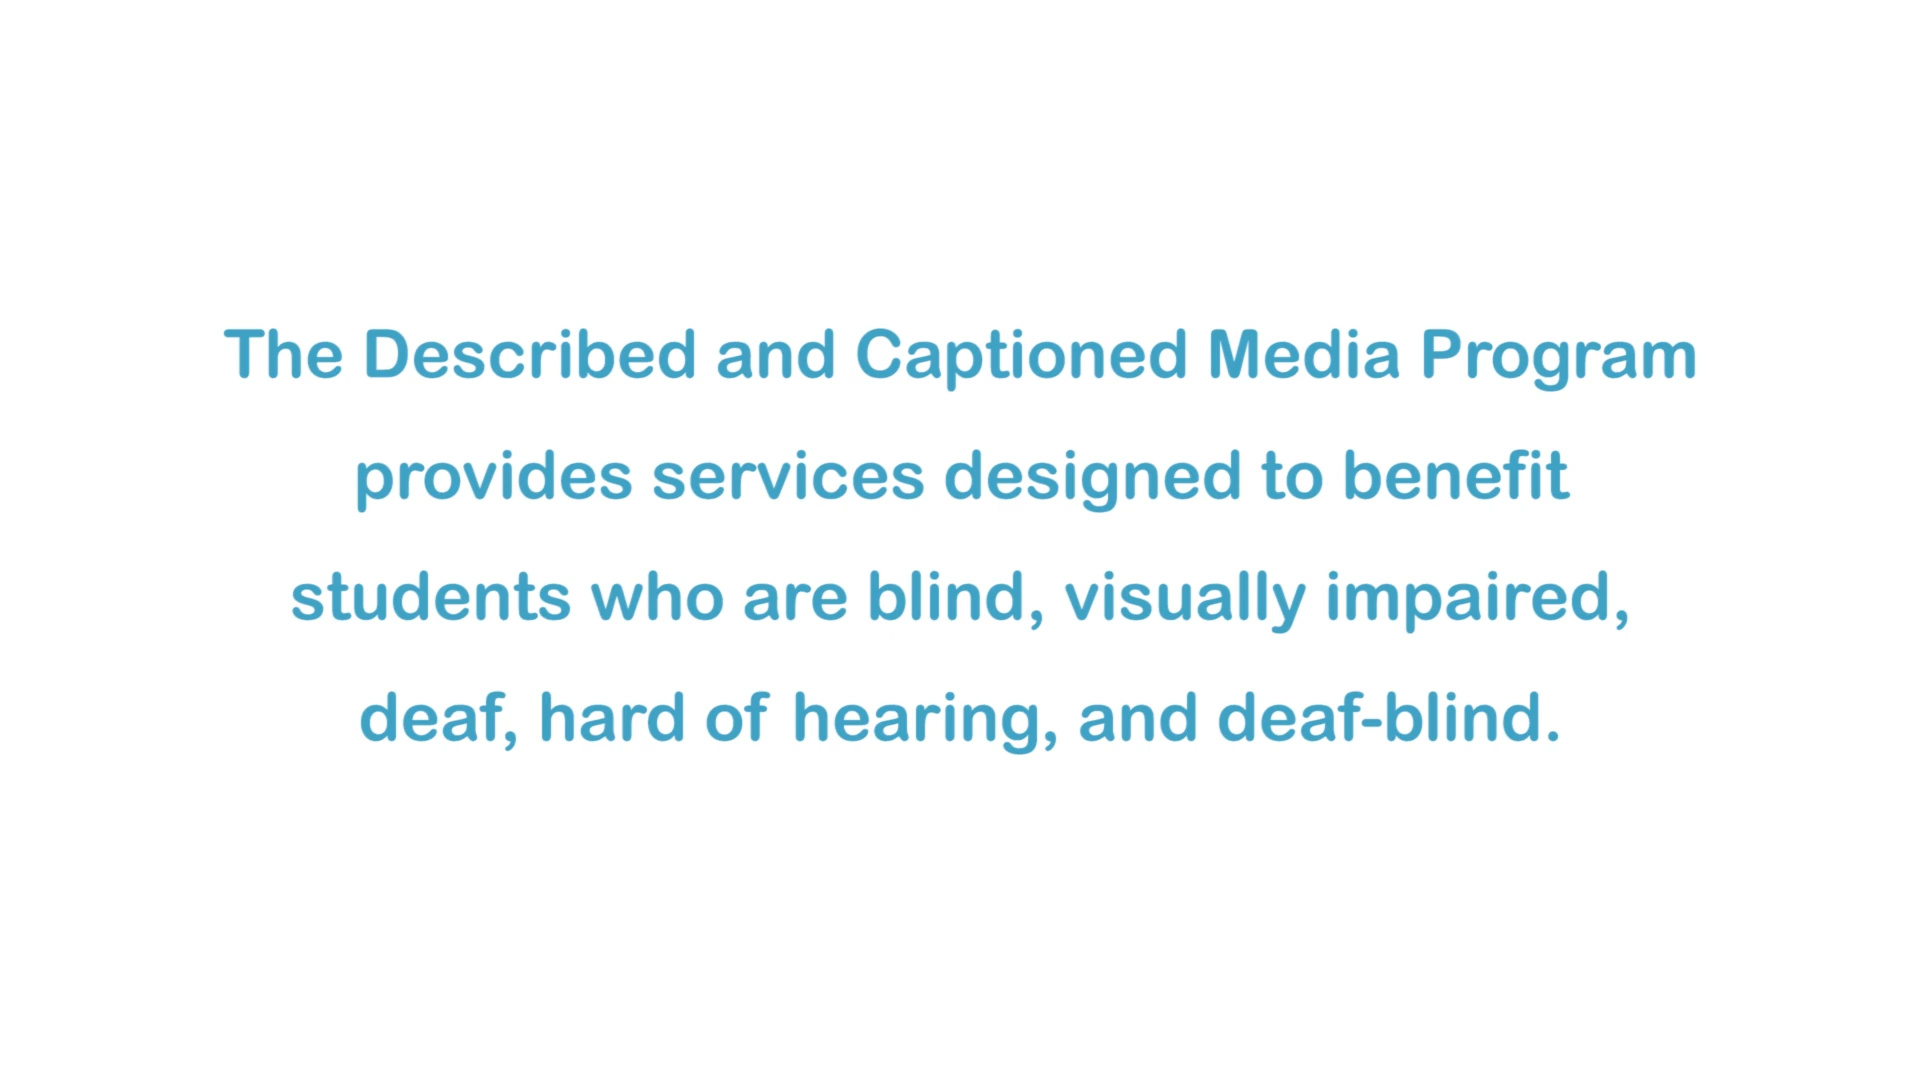 The Described and Captioned Media Program
provides services designed to benefit
students who are blind, visually impaired,
deaf, hard of hearing, and deaf-blind.